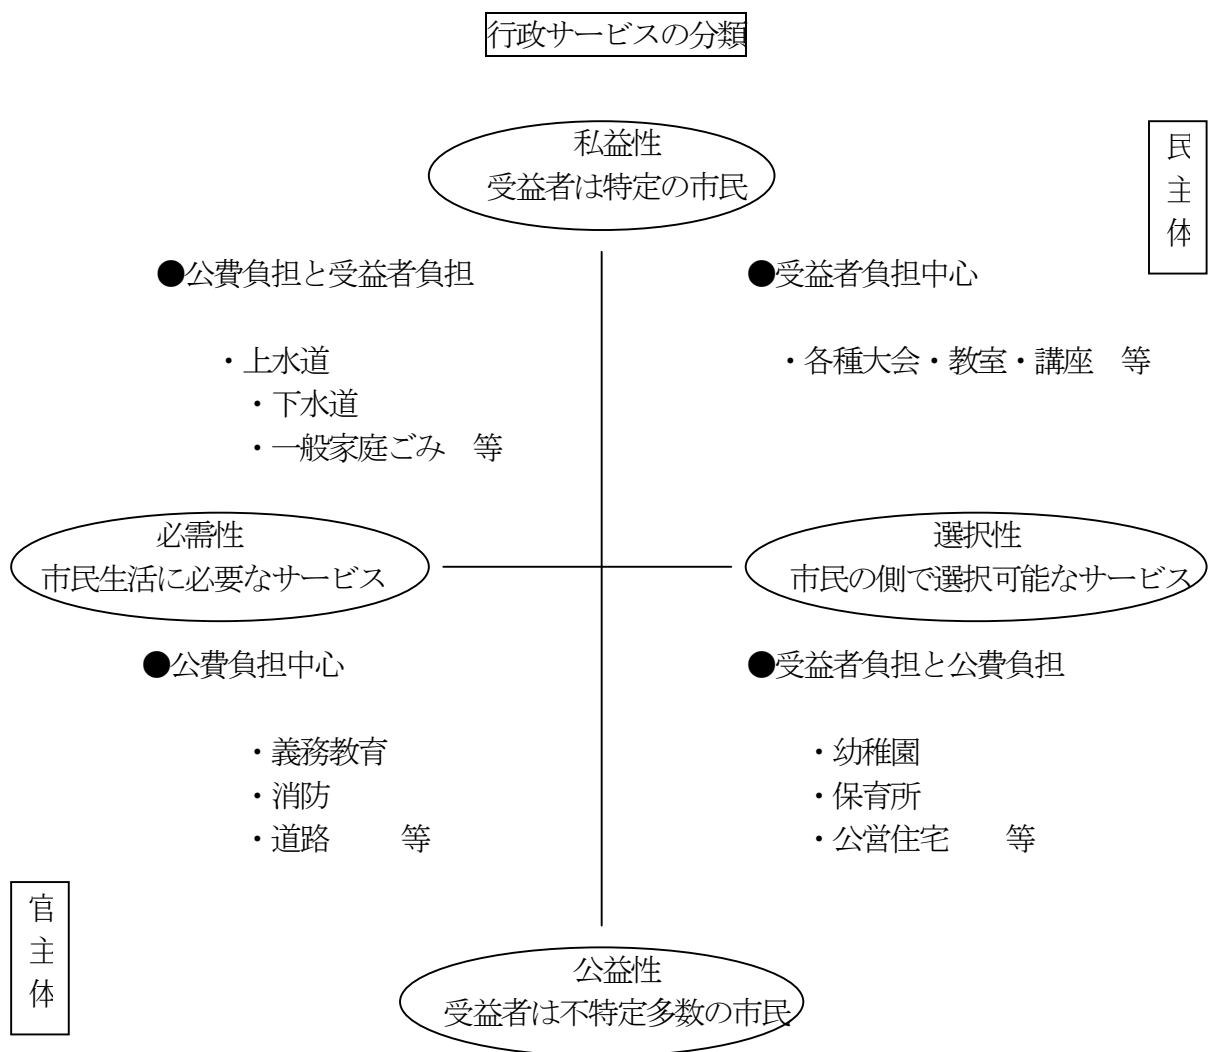 行政サービスの分類
私益性
受益者は特定の市民
民
主
体
●公費負担と受益者負担
●受益者負担中心
・上水道
・下水道
・一般家庭ごみ　等
・各種大会・教室・講座　等
必需性
市民生活に必要なサービス
選択性
市民の側で選択可能なサービス
●公費負担中心
●受益者負担と公費負担
・義務教育
・消防
・道路　　等
・幼稚園
・保育所
・公営住宅　　等
官
主
体
公益性
受益者は不特定多数の市民